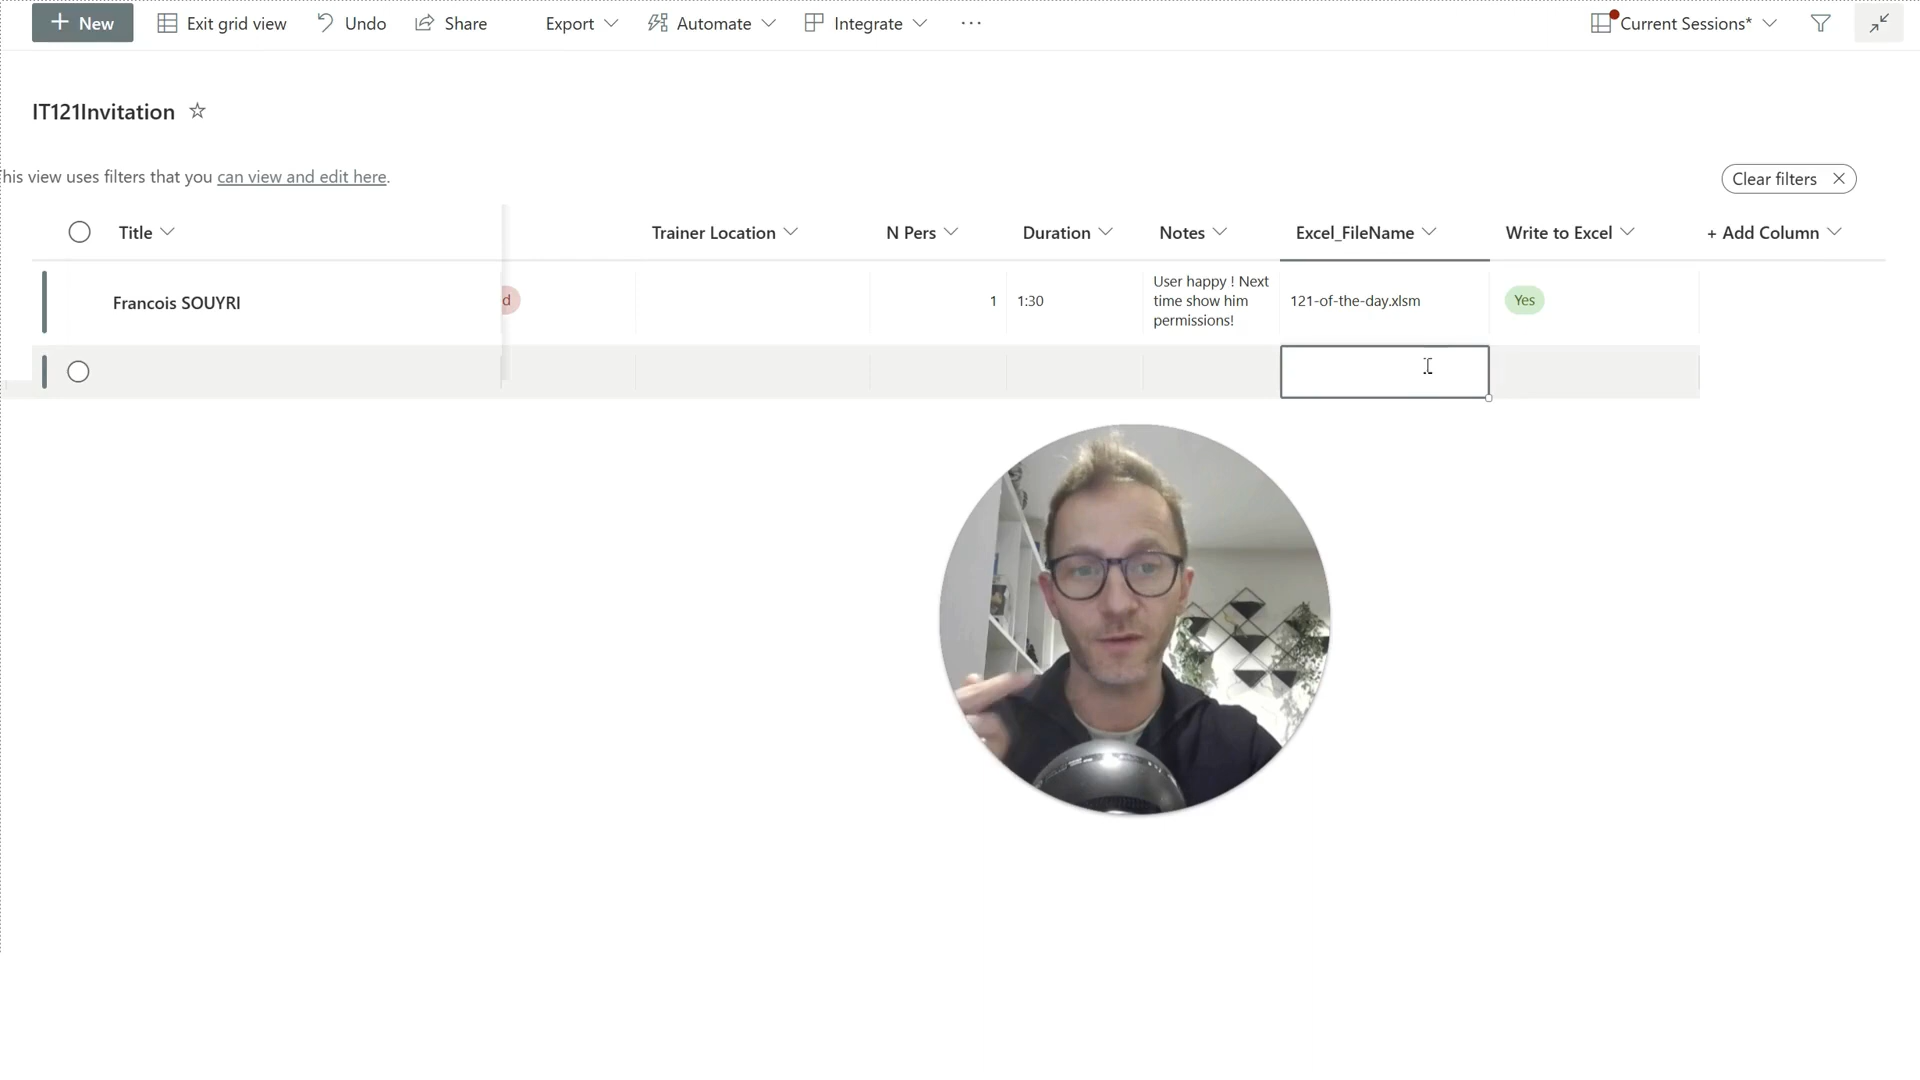 New
Exit grid view
Undo
Share
Export
Automate
Integrate
Current Sessions*
IT121Invitation
his view uses filters that you can view and edit here.
Clear filters
Title
Trainer Location
N Pers
Duration
Notes
Excel_FileName
Write to Excel
+ Add Column
Francois SOUYRI
d
1
1:30
User happy ! Next
time show him
permissions!
121-of-the-day.xlsm
Yes